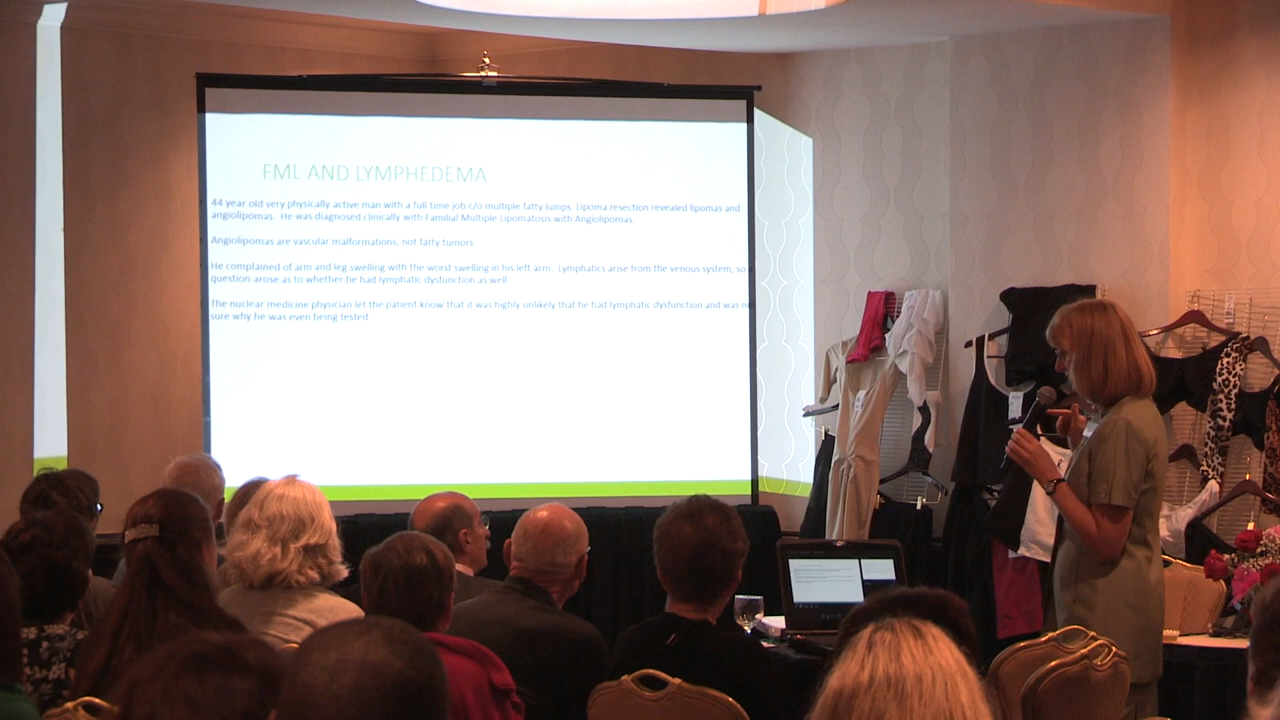 FML AND LYMPHEDEMA
44 year old very physically active man with a full time job c/o multiple fatty lumps. Lipoma resection revealed lipomas and
angiolipomas. He was diagnosed clinically with Familial Multiple Lipomatosis with Angiolipomas.
Angiolipomas are vascular malformations, not fatty tumors
He complained of arm and leg swelling with the worst swelling in his left arm. Lymphatics arise from the venous system, so
question arose as to whether he had lymphatic dysfunction as well
The nuclear medicine physician let the patient know that it was highly unlikely that he had lymphatic dysfunction and was not
sure why he was even being tested